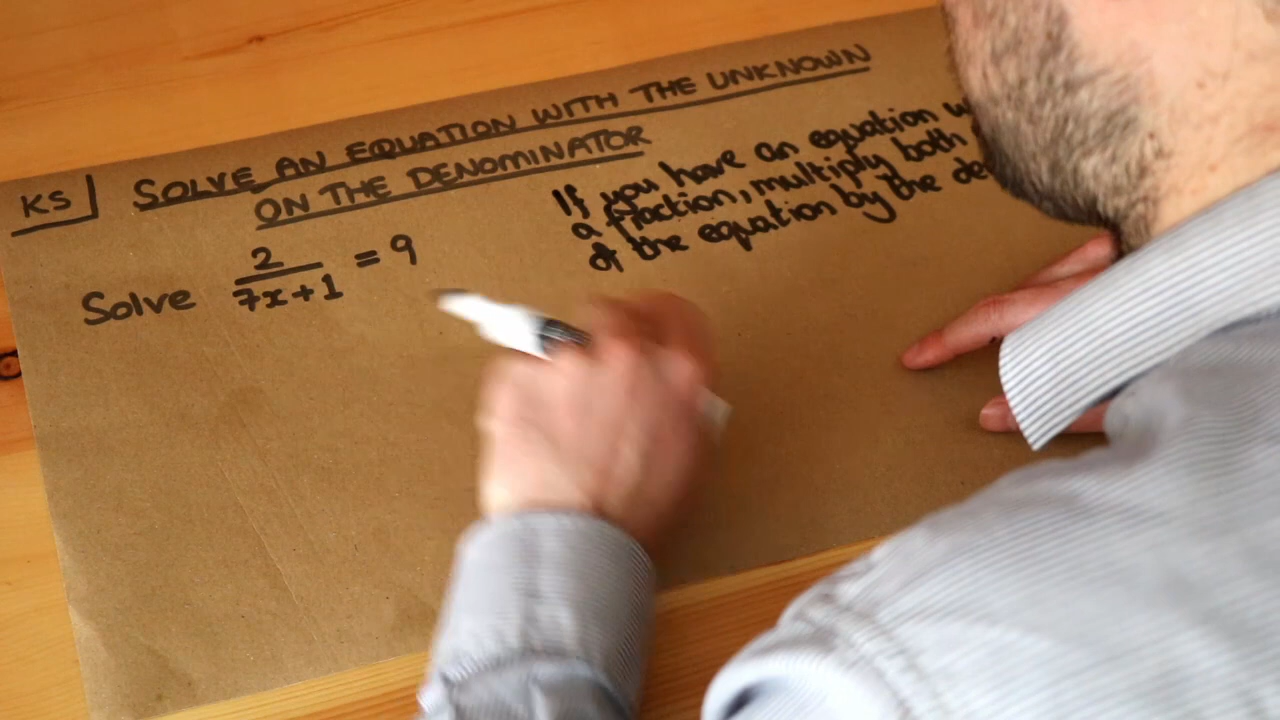 SOLVE AN EQUATION WITH THE UNKNOWN
ON THE DENOMINATOR
KS
Solve 2/(7x+1) = 9
If you have an equation
a fraction, multiply both
of the equation by the